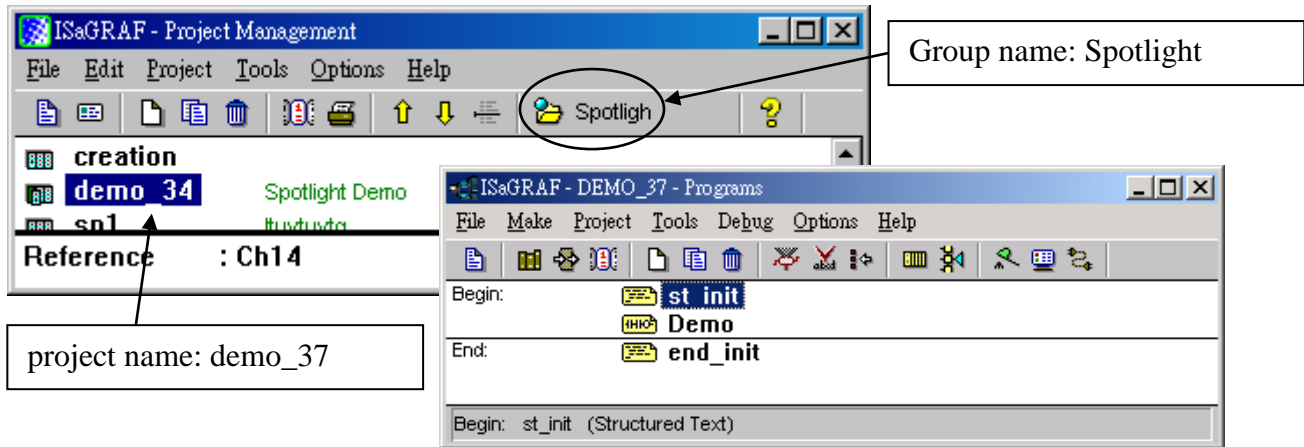 ISaGRAF - Project Management
File Edit Project Tools Options Help
Spotligh
creation
demo_34 Spotlight Demo
sp1
Reference : Ch14
Group name: Spotlight
project name: demo_37
ISaGRAF - DEMO_37 - Programs
File Make Project Tools Debug Options Help
Begin: st_init
Demo
End: end_init
Begin: st_init (Structured Text)